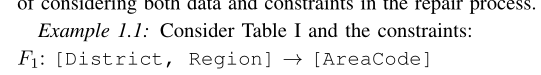 of considering both data and constraints in the repair process.
Example 1.1: Consider Table I and the constraints:
F₁: [District, Region] → [AreaCode]